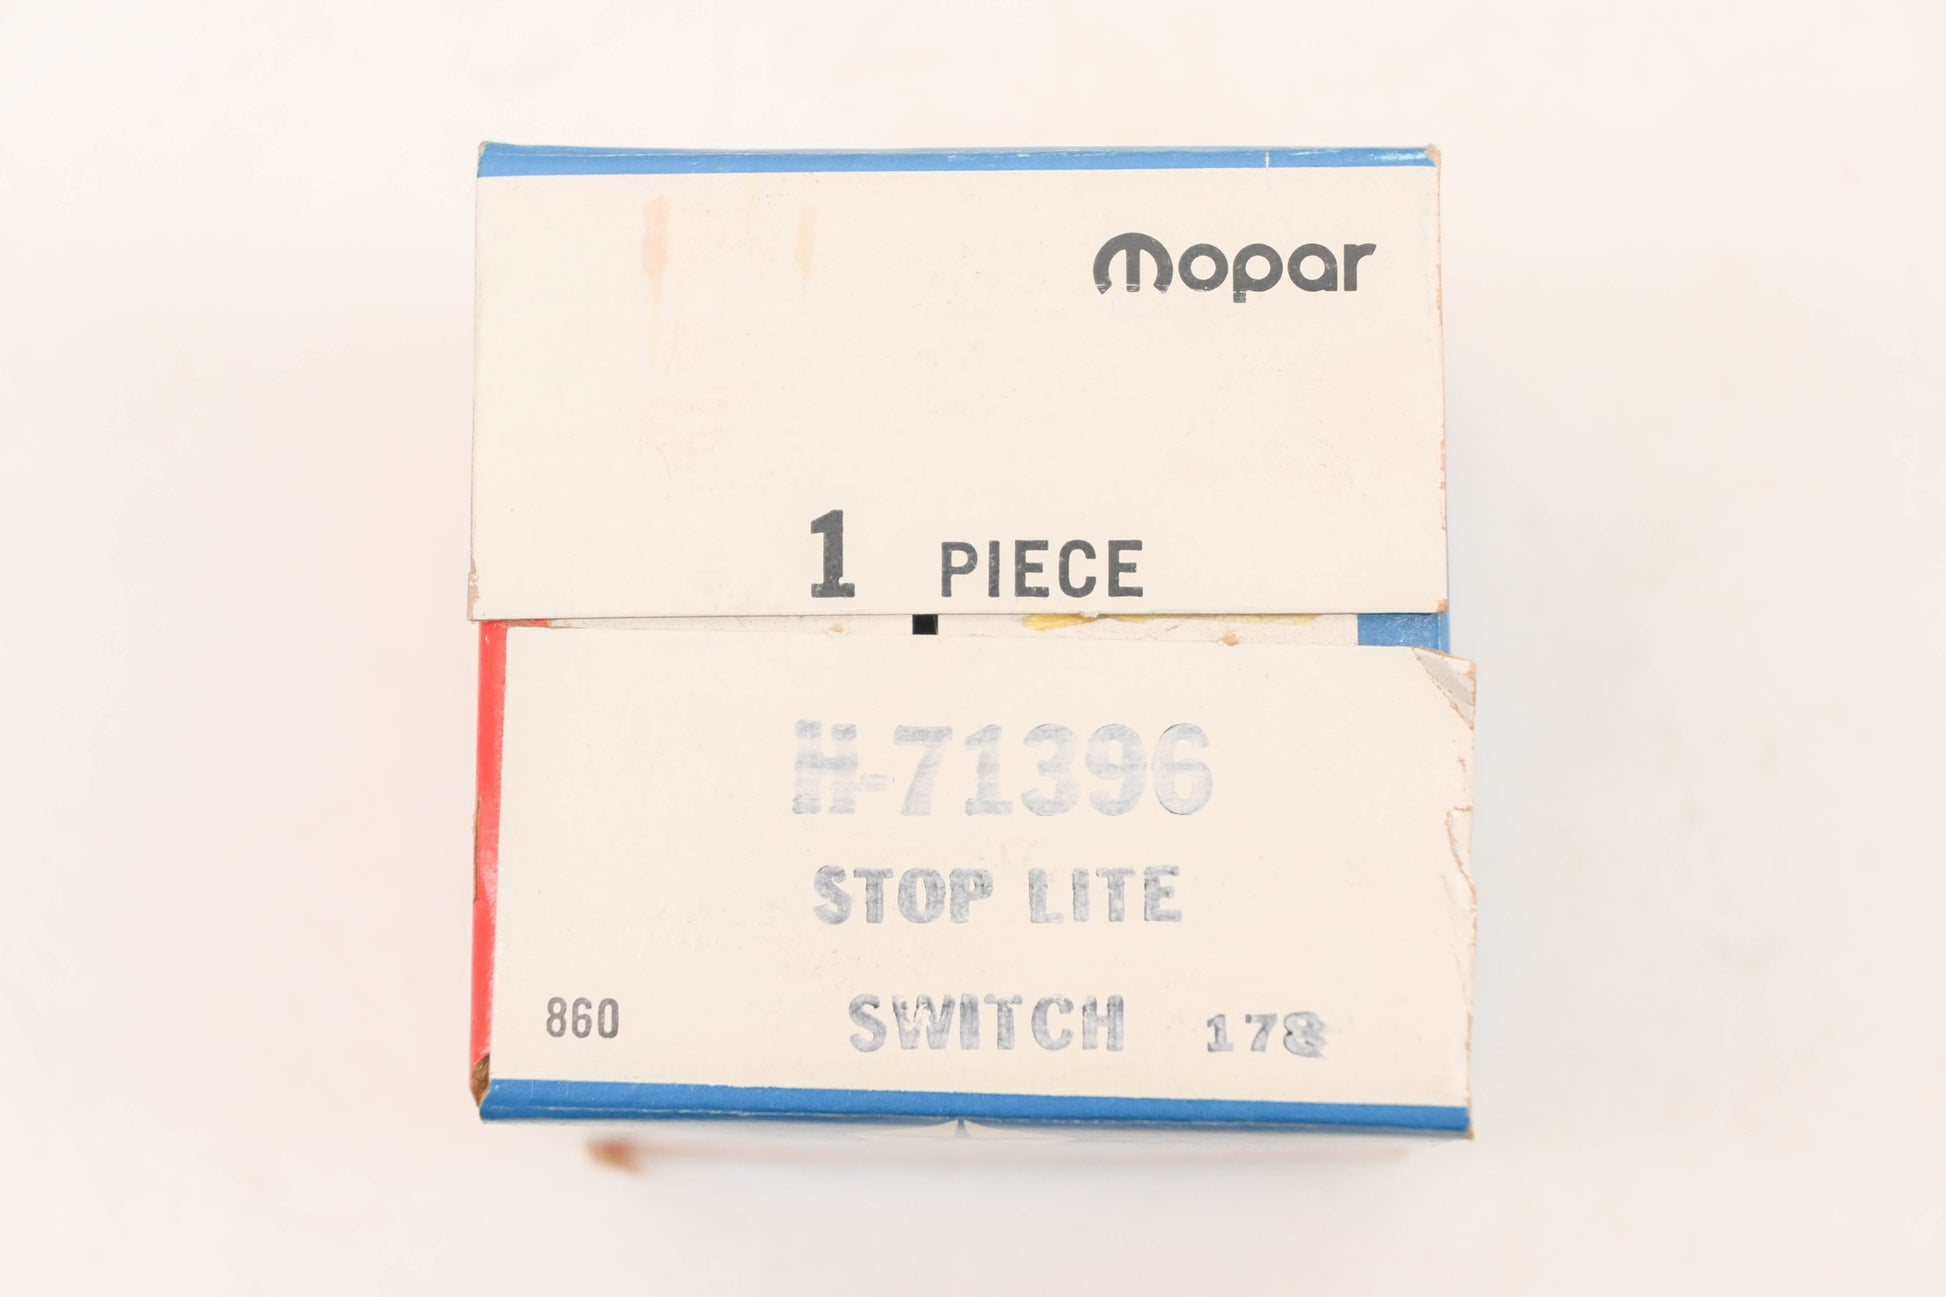 mopar
1 PIECE
H-71396
STOP LITE
860 SWITCH 178